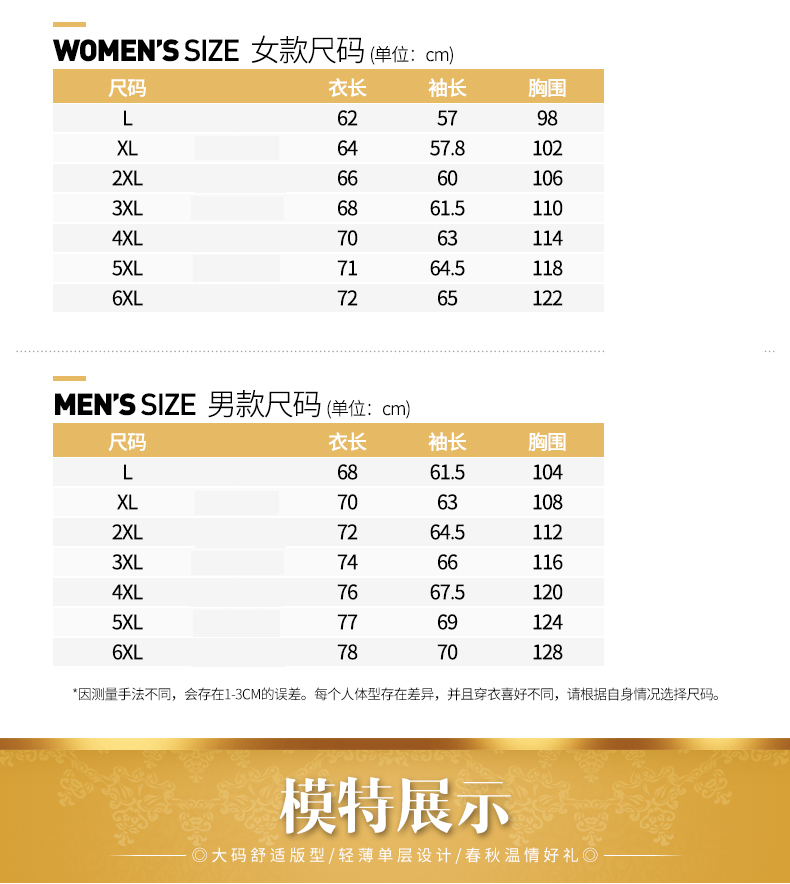 WOMEN'S SIZE 女款尺码 (单位：cm)
尺码 衣长 袖长 胸围
L 62 57 98
XL 64 57.8 102
2XL 66 60 106
3XL 68 61.5 110
4XL 70 63 114
5XL 71 64.5 118
6XL 72 65 122
MEN'S SIZE 男款尺码 (单位：cm)
尺码 衣长 袖长 胸围
L 68 61.5 104
XL 70 63 108
2XL 72 64.5 112
3XL 74 66 116
4XL 76 67.5 120
5XL 77 69 124
6XL 78 70 128
*因测量手法不同，会存在1-3CM的误差。每个人体型存在差异，并且穿衣喜好不同，请根据自身情况选择尺码。
模特展示
◎大码舒适版型/轻薄单层设计/春秋温情好礼◎